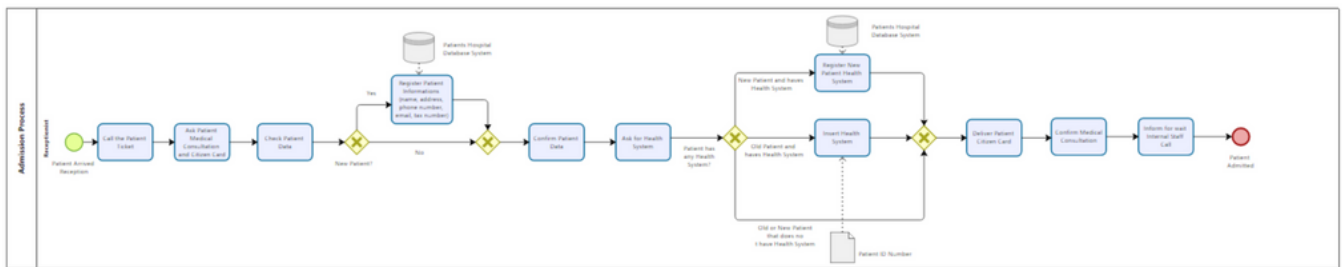 Admission Process
Receptionist
Patient Arrived
Reception
Call the Patient
Ticket
Ask Patient
Medical
Consultation
and Citizen Card
Check Patient
Data
New Patient?
Yes
No
Patients Hospital
Database System
Register Patient
Informations
(name, address,
phone number,
email, tax number)
Confirm Patient
Data
Ask for Health
System
Patient has
any Health
System?
New Patient and haves
Health System
Old Patient and
haves Health System
Old or New Patient
that does no
t have Health System
Patients Hospital
Database System
Register New
Patient Health
System
Insert Health
System
Patient ID Number
Deliver Patient
Citizen Card
Confirm Medical
Consultation
Inform for wait
Internal Staff
Call
Patient
Admitted